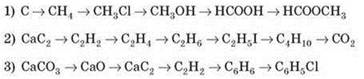 1) C → CH₄ → CH₃Cl → CH₃OH → HCOOH → HCOOCH₃
2) CaC₂ → C₂H₂ → C₂H₄ → C₂H₆ → C₂H₅I → C₄H₁₀ → CO₂
3) CaCO₃ → CaO → CaC₂ → C₂H₂ → C₆H₆ → C₆H₅Cl